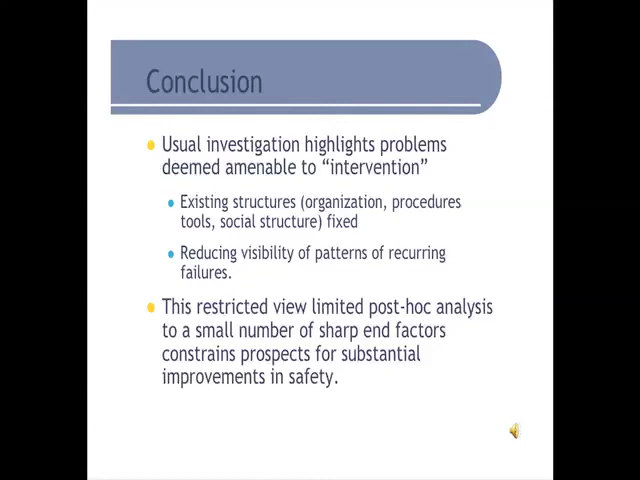 Conclusion
Usual investigation highlights problems
deemed amenable to “intervention”
Existing structures (organization, procedures
tools, social structure) fixed
Reducing visibility of patterns of recurring
failures.
This restricted view limited post-hoc analysis
to a small number of sharp end factors
constrains prospects for substantial
improvements in safety.